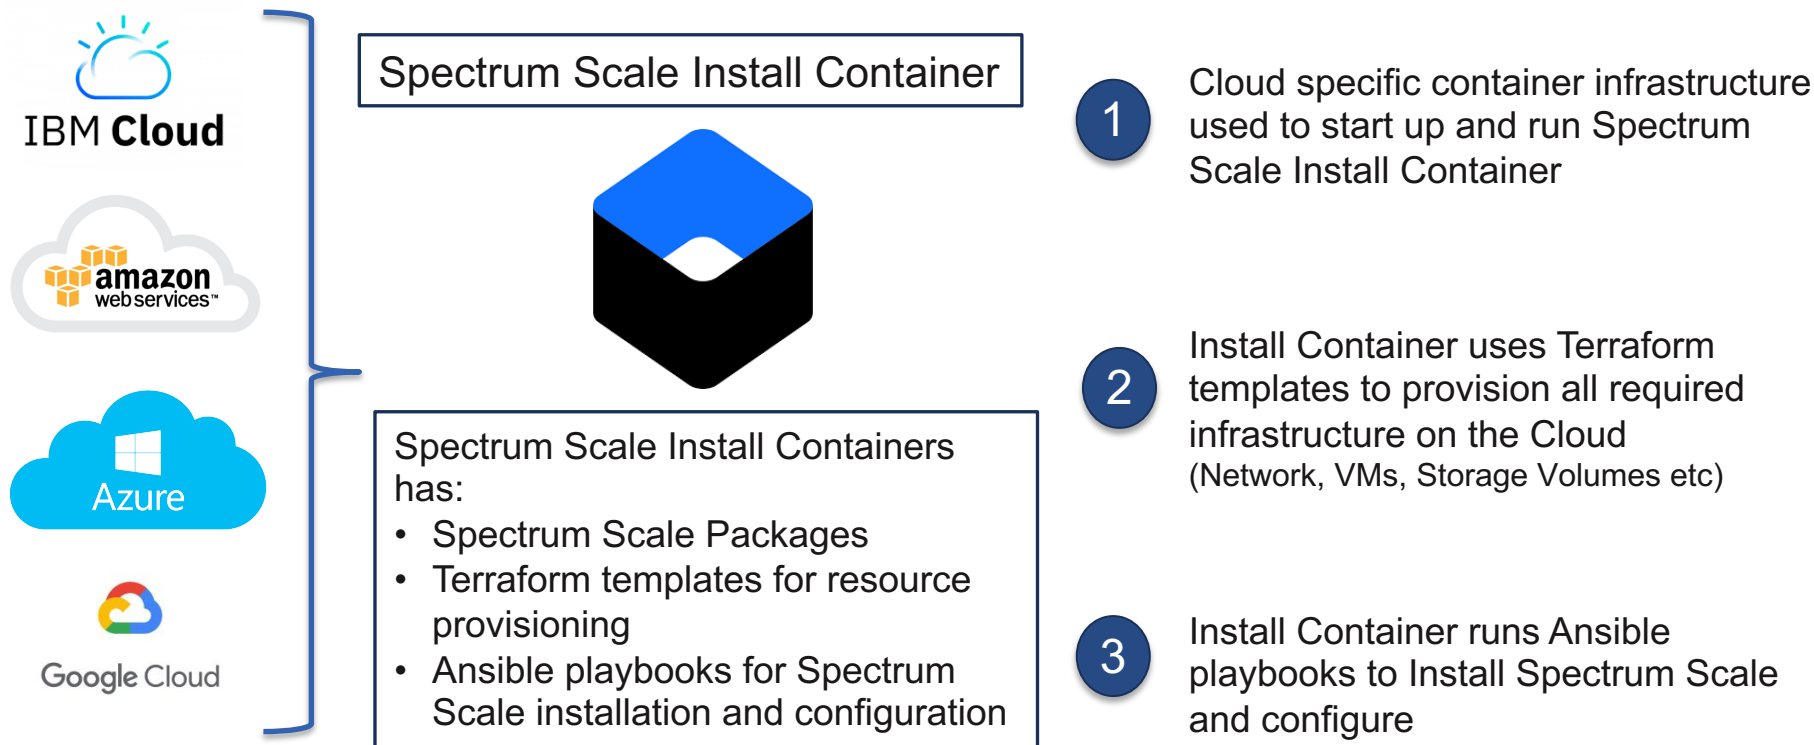 IBM Cloud
amazon
web services™
Azure
Google Cloud
Spectrum Scale Install Container
Spectrum Scale Install Containers
has:
• Spectrum Scale Packages
• Terraform templates for resource
provisioning
• Ansible playbooks for Spectrum
Scale installation and configuration
1
Cloud specific container infrastructure
used to start up and run Spectrum
Scale Install Container
2
Install Container uses Terraform
templates to provision all required
infrastructure on the Cloud
(Network, VMs, Storage Volumes etc)
3
Install Container runs Ansible
playbooks to Install Spectrum Scale
and configure